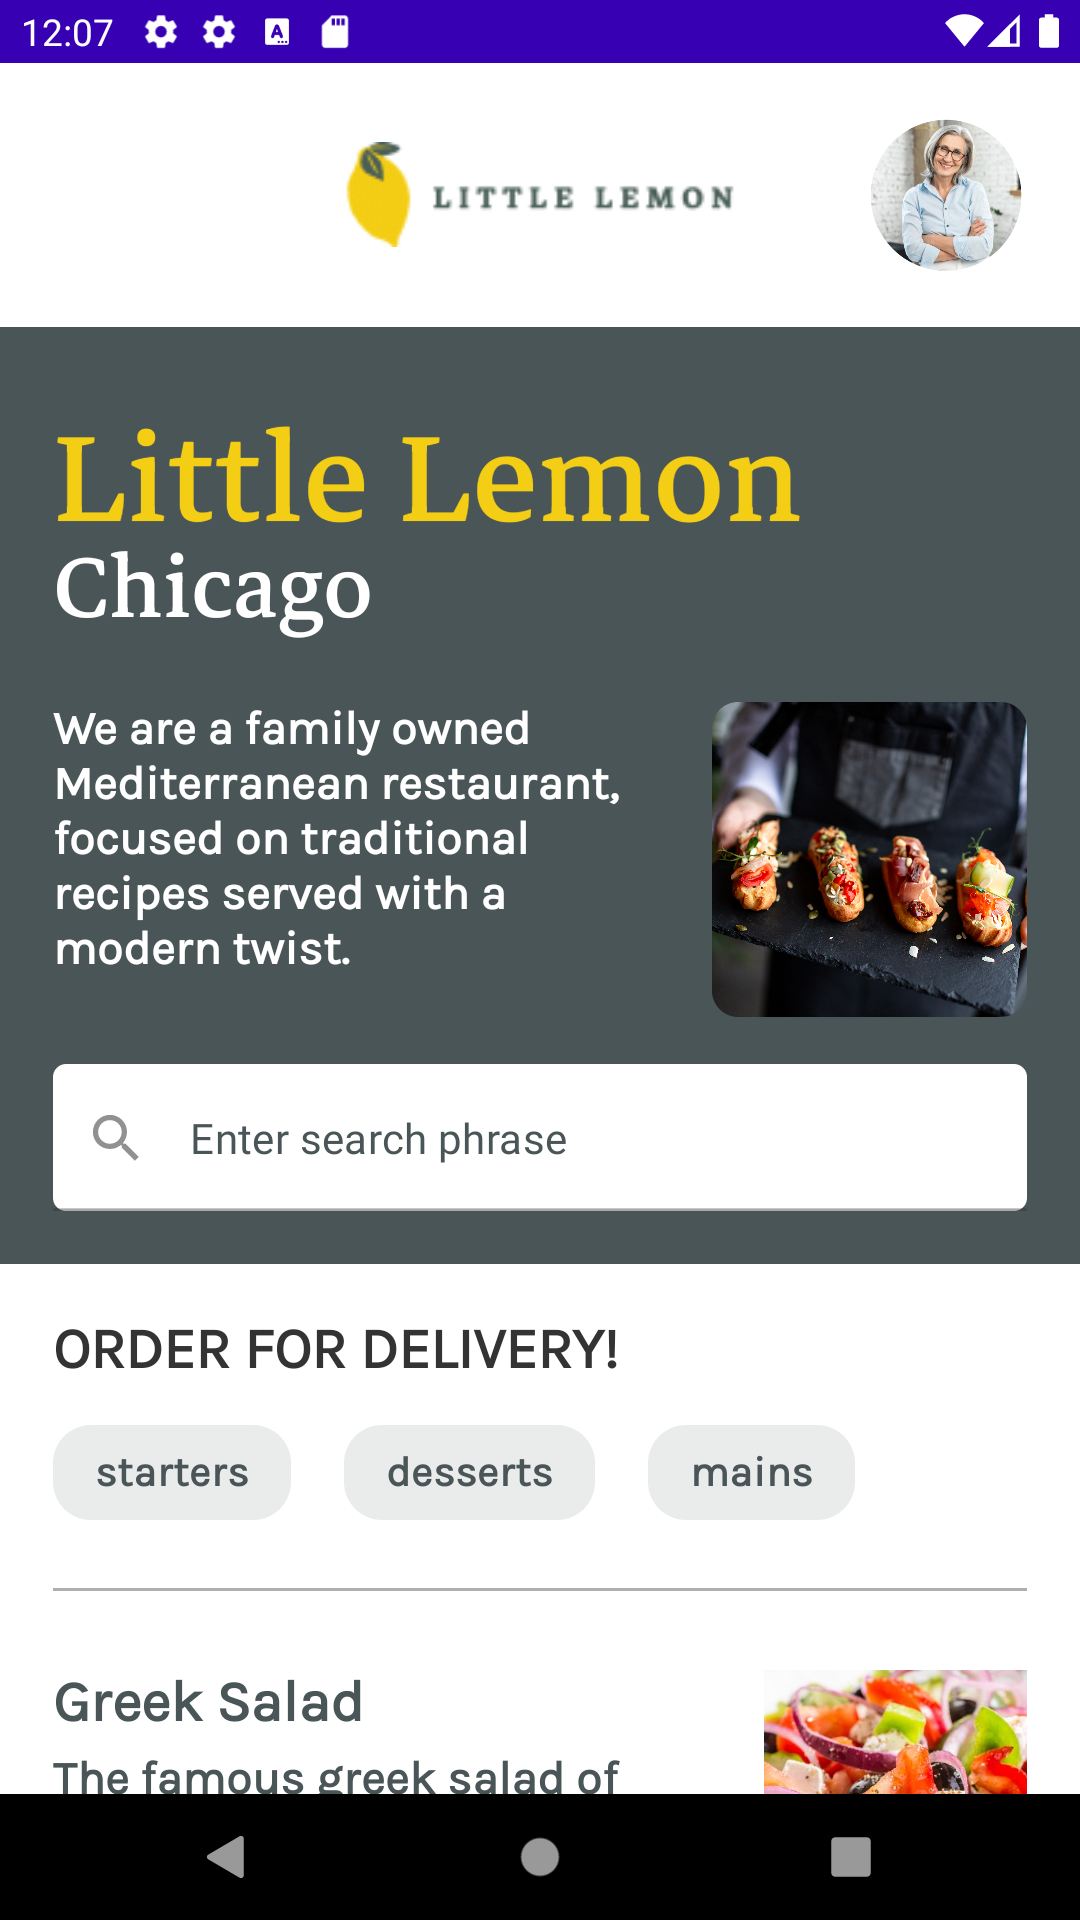 12:07
LITTLE LEMON
Little Lemon
Chicago
We are a family owned
Mediterranean restaurant,
focused on traditional
recipes served with a
modern twist.
Enter search phrase
ORDER FOR DELIVERY!
starters desserts mains
Greek Salad
The famous greek salad of